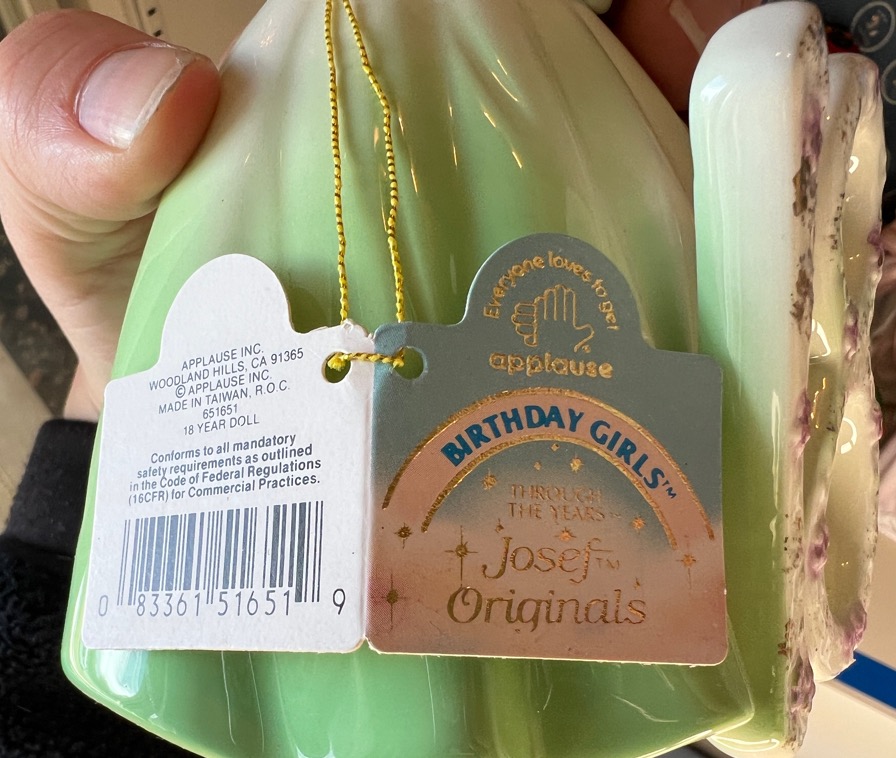 APPLAUSE INC.
WOODLAND HILLS, CA 91365
© APPLAUSE INC.
MADE IN TAIWAN, R.O.C.
651651
18 YEAR DOLL
Conforms to all mandatory
safety requirements as outlined
in the Code of Federal Regulations
(16CFR) for Commercial Practices.
0 83361 51651 9
Everyone loves to get
applause
BIRTHDAY GIRLS™
THROUGH
THE YEARS
Josef™
Originals